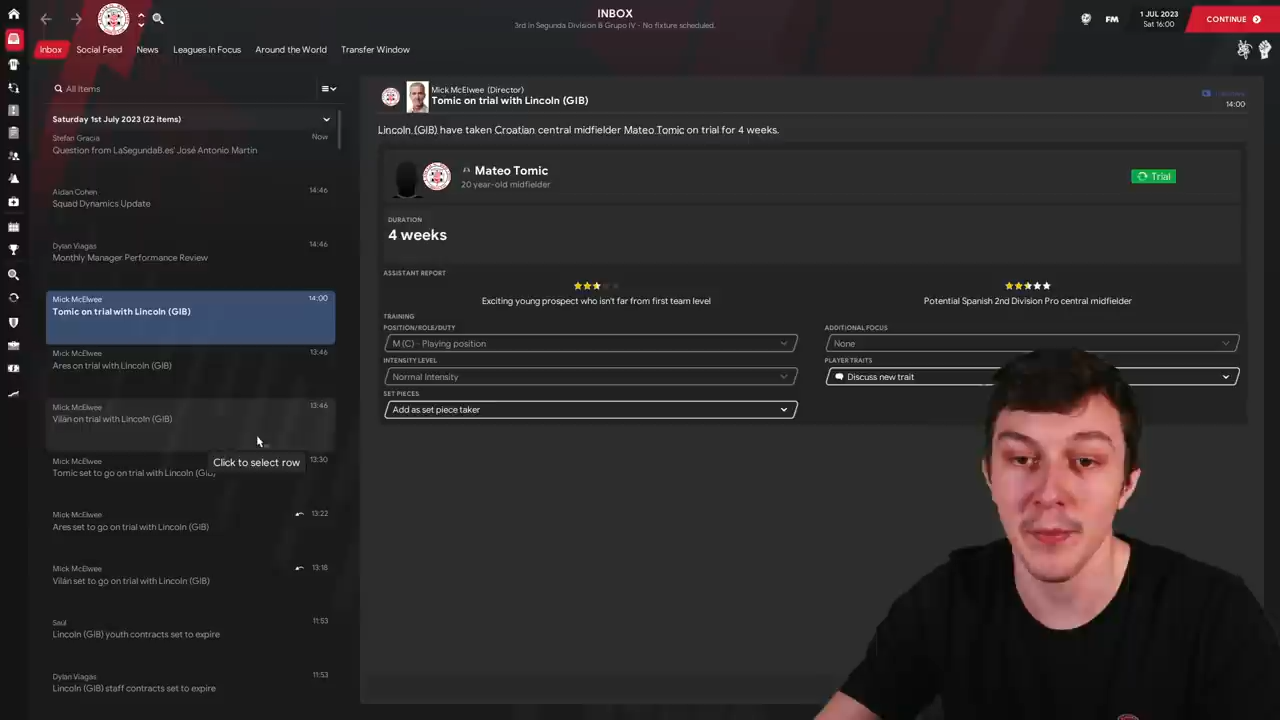 INBOX
3rd in Segunda División B Grupo IV - No fixture scheduled.
FM
1 JUL 2023
Sat 16:00
CONTINUE
Inbox
Social Feed
News
Leagues in Focus
Around the World
Transfer Window
All Items
Saturday 1st July 2023 (22 items)
Stefan Gracia
Now
Question from LaSegundaB.es' José Antonio Martin
Aidan Cohen
14:46
Squad Dynamics Update
Dylan Viagas
14:46
Monthly Manager Performance Review
Mick McElwee
14:00
Tomic on trial with Lincoln (GIB)
Mick McElwee
13:46
Ares on trial with Lincoln (GIB)
Mick McElwee
13:46
Vilán on trial with Lincoln (GIB)
Click to select row
Mick McElwee
13:30
Tomic set to go on trial with Lincoln (GIB)
Mick McElwee
13:22
Ares set to go on trial with Lincoln (GIB)
Mick McElwee
13:18
Vilán set to go on trial with Lincoln (GIB)
Saúl
11:53
Lincoln (GIB) youth contracts set to expire
Dylan Viagas
11:53
Lincoln (GIB) staff contracts set to expire
Mick McElwee (Director)
Tomic on trial with Lincoln (GIB)
14:00
Lincoln (GIB) have taken Croatian central midfielder Mateo Tomic on trial for 4 weeks.
Mateo Tomic
20 year-old midfielder
Trial
DURATION
4 weeks
ASSISTANT REPORT
Exciting young prospect who isn't far from first team level
Potential Spanish 2nd Division Pro central midfielder
TRAINING
POSITION/ROLE/DUTY
M (C) - Playing position
ADDITIONAL FOCUS
None
INTENSITY LEVEL
Normal Intensity
PLAYER TRAITS
Discuss new trait
SET PIECES
Add as set piece taker